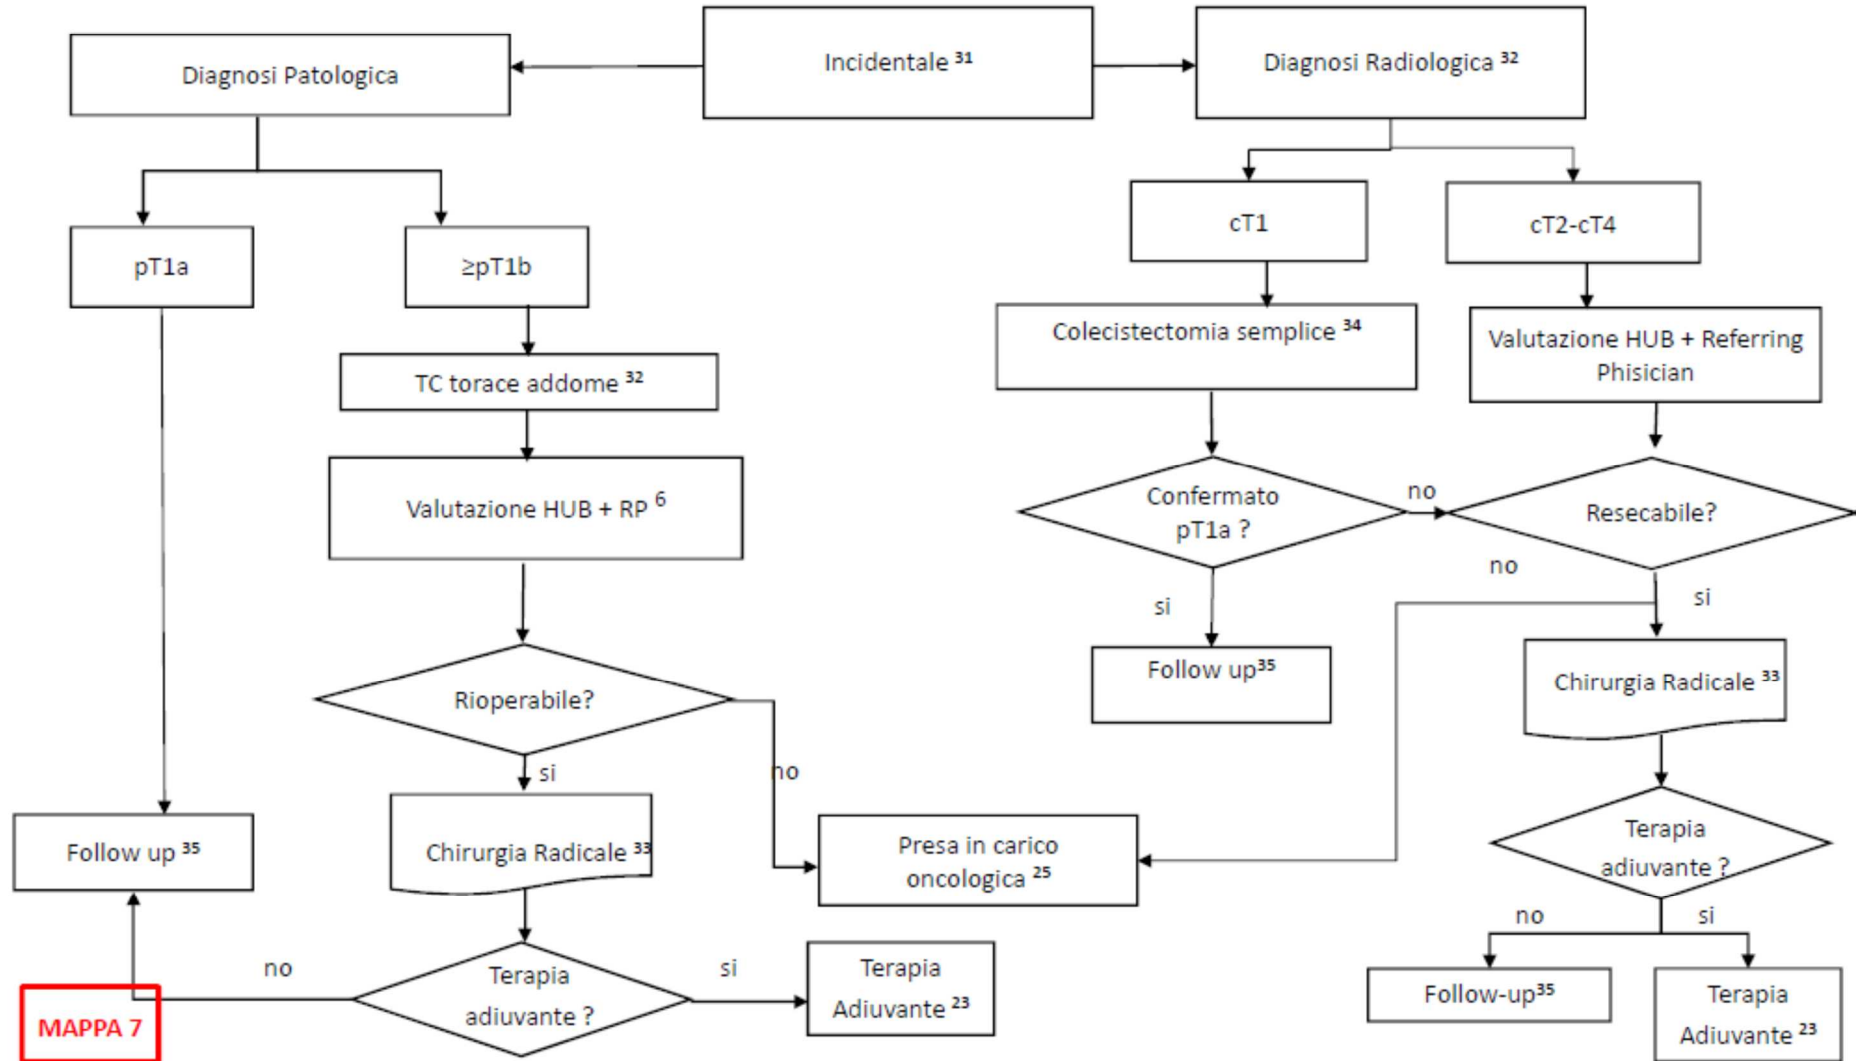 Diagnosi Patologica
Incidentale ³¹
Diagnosi Radiologica ³²
pT1a
≥pT1b
cT1
cT2-cT4
TC torace addome ³²
Colecistectomia semplice ³⁴
Valutazione HUB + Referring
Phisician
Valutazione HUB + RP ⁶
Confermato
pT1a ?
no
Resecabile?
no
si
si
Rioperabile?
Follow up³⁵
Chirurgia Radicale ³³
si
no
Follow up ³⁵
Chirurgia Radicale ³³
Presa in carico
oncologica ²⁵
Terapia
adiuvante ?
no
si
no
Terapia
adiuvante ?
si
Terapia
Adiuvante ²³
Follow-up³⁵
Terapia
Adiuvante ²³
MAPPA 7